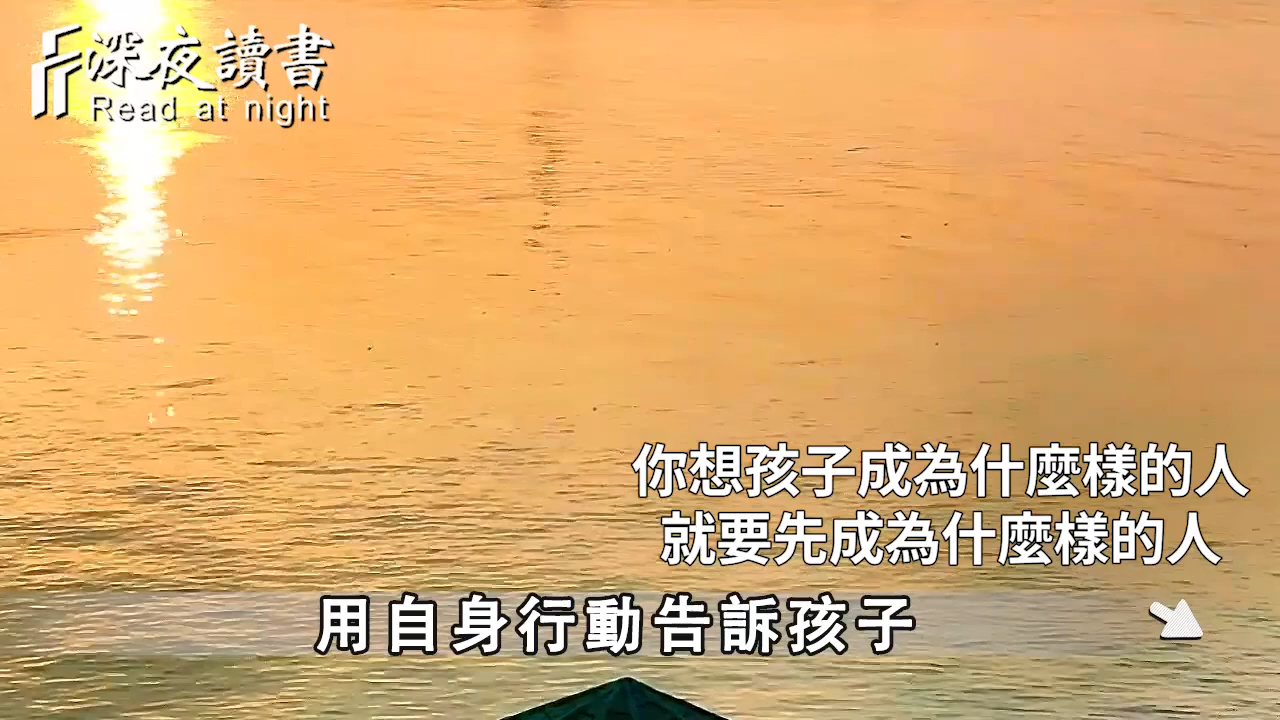 深夜讀書
Read at night
你想孩子成為什麼樣的人
就要先成為什麼樣的人
用自身行動告訴孩子